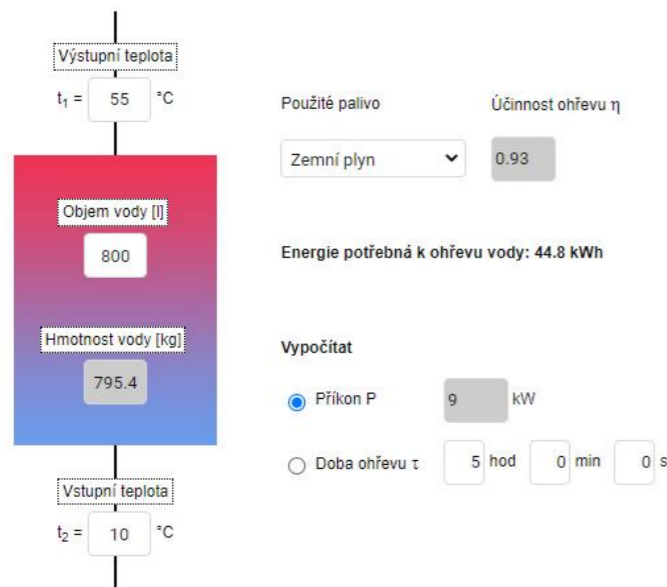 Výstupní teplota
t₁ = 55 °C
Použité palivo Účinnost ohřevu η
Zemní plyn 0.93
Objem vody [l]
800
Energie potřebná k ohřevu vody: 44.8 kWh
Hmotnost vody [kg]
795.4
Vypočítat
Příkon P 9 kW
Doba ohřevu τ 5 hod 0 min 0 s
Vstupní teplota
t₂ = 10 °C